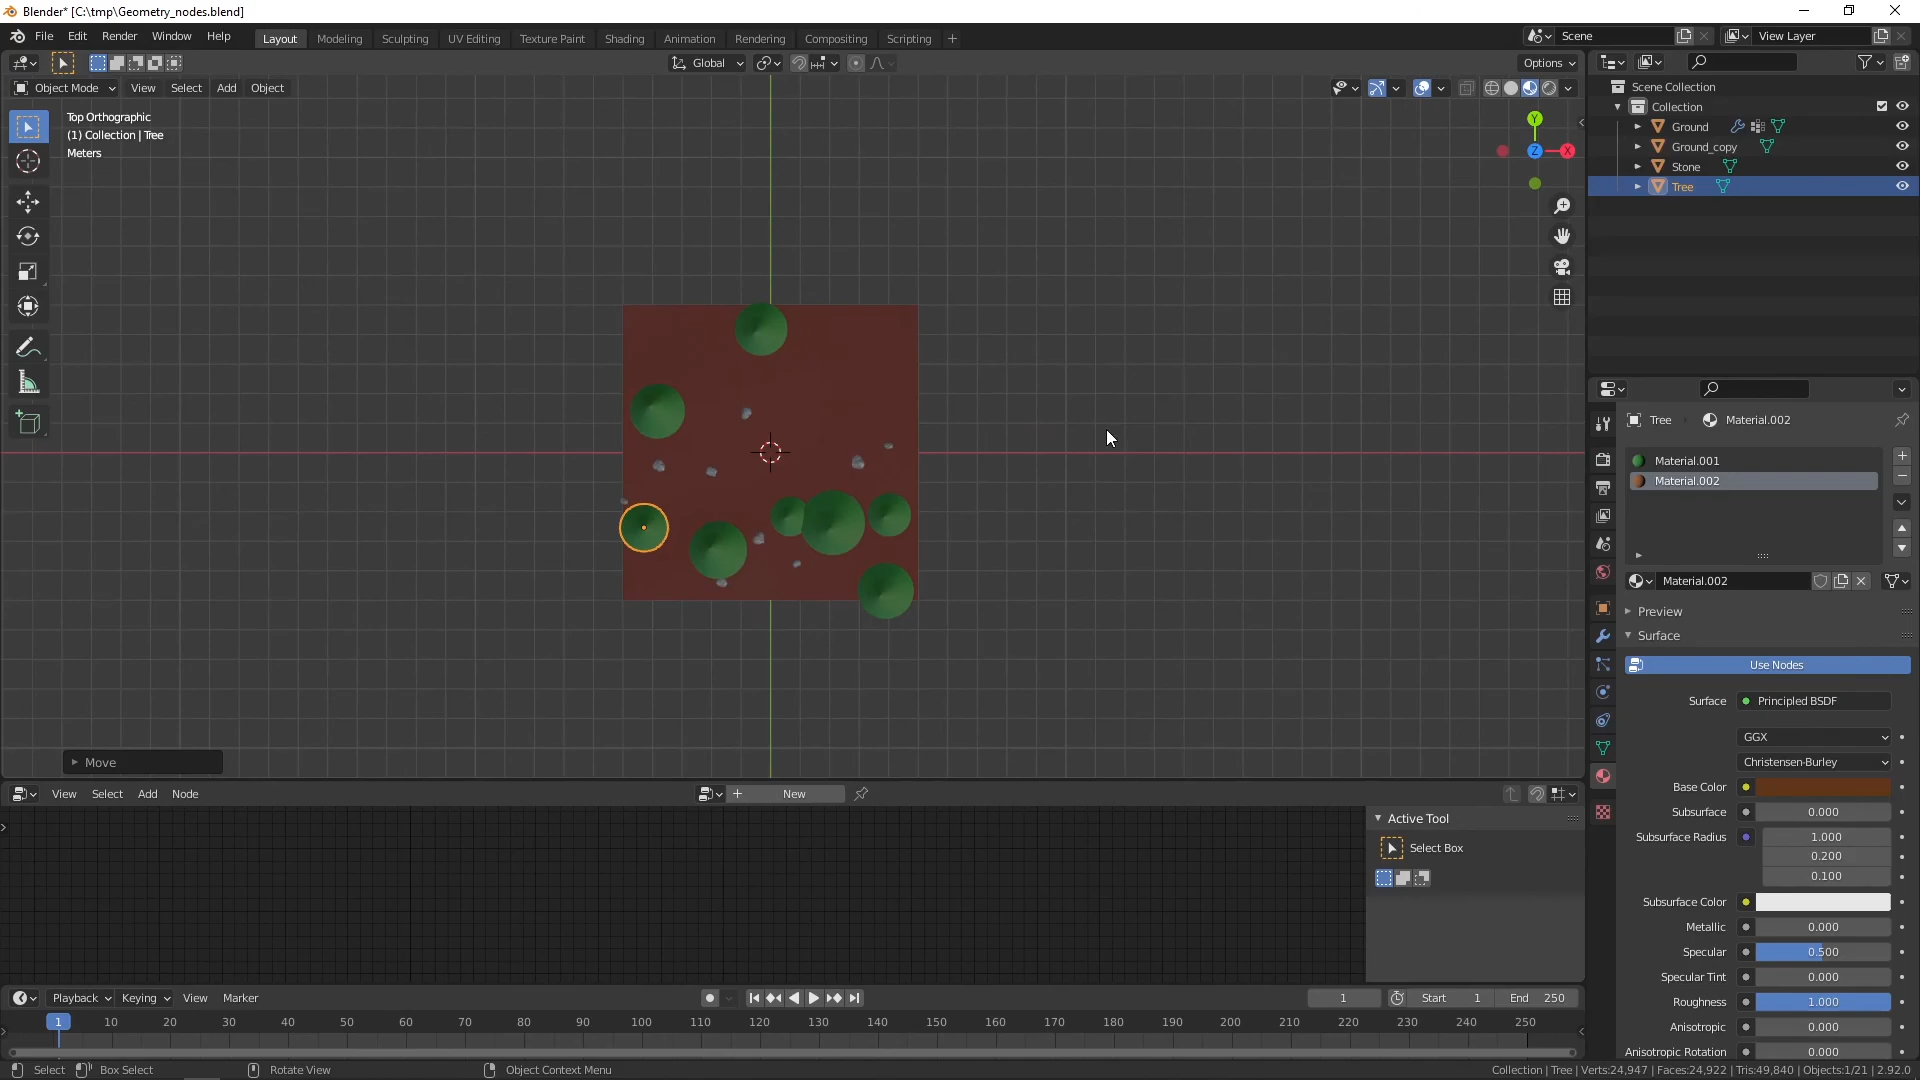 Blender* [C:\tmp\Geometry_nodes.blend]
File Edit Render Window Help
Layout Modeling Sculpting UV Editing Texture Paint Shading Animation Rendering Compositing Scripting +
Scene
View Layer
Global
Options
Object Mode View Select Add Object
Top Orthographic
(1) Collection | Tree
Meters
Y
Z
X
Scene Collection
Collection
Ground
Ground_copy
Stone
Tree
Tree Material.002
Material.001
Material.002
Material.002
Preview
Surface
Use Nodes
Surface Principled BSDF
GGX
Christensen-Burley
Base Color
Subsurface 0.000
Subsurface Radius 1.000
0.200
0.100
Subsurface Color
Metallic 0.000
Specular 0.500
Specular Tint 0.000
Roughness 1.000
Anisotropic 0.000
Anisotropic Rotation 0.000
Move
View Select Add Node
New
Active Tool
Select Box
Playback Keying View Marker
1 Start 1 End 250
1 10 20 30 40 50 60 70 80 90 100 110 120 130 140 150 160 170 180 190 200 210 220 230 240 250
Select Box Select Rotate View Object Context Menu
Collection | Tree | Verts:24,947 | Faces:24,922 | Tris:49,840 | Objects:1/21 | 2.92.0